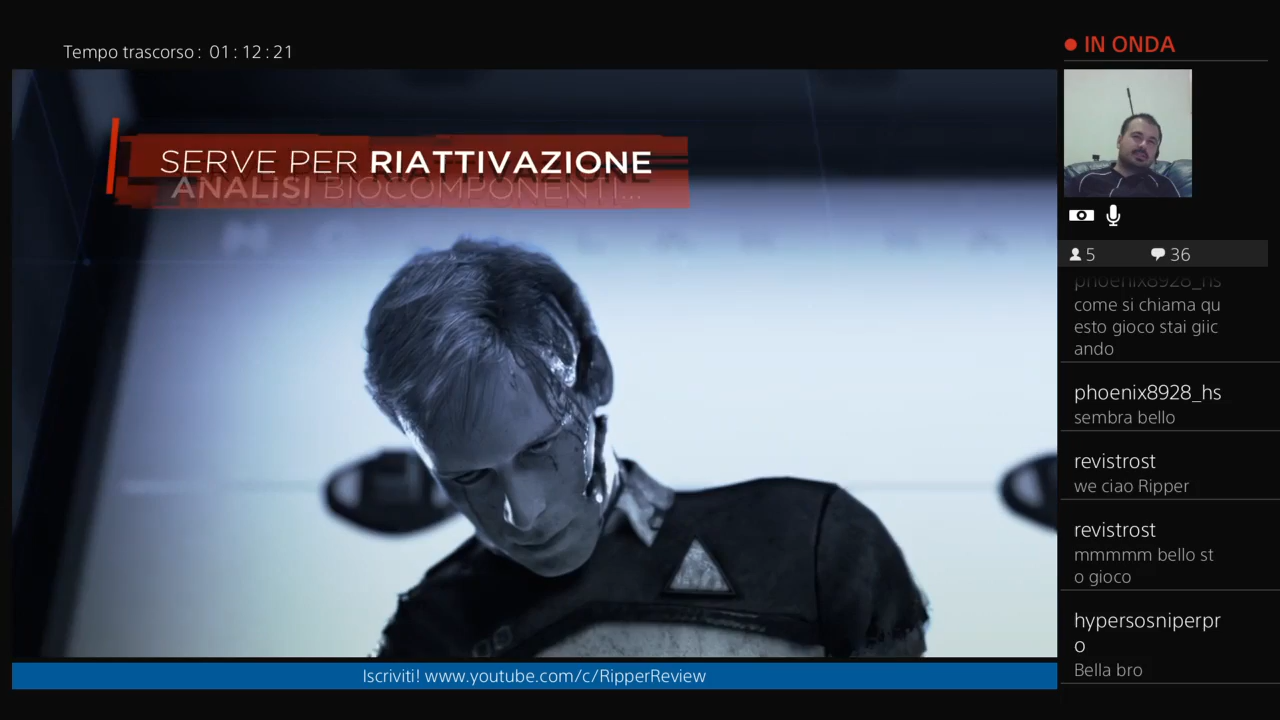 Tempo trascorso : 01 : 12 : 21
IN ONDA
SERVE PER RIATTIVAZIONE
ANALISI BIOCOMPONENTI...
5
36
phoenix8928_hs
come si chiama qu
esto gioco stai giic
ando
phoenix8928_hs
sembra bello
revistrost
we ciao Ripper
revistrost
mmmmm bello st
o gioco
hypersosniperpr
o
Bella bro
Iscriviti! www.youtube.com/c/RipperReview